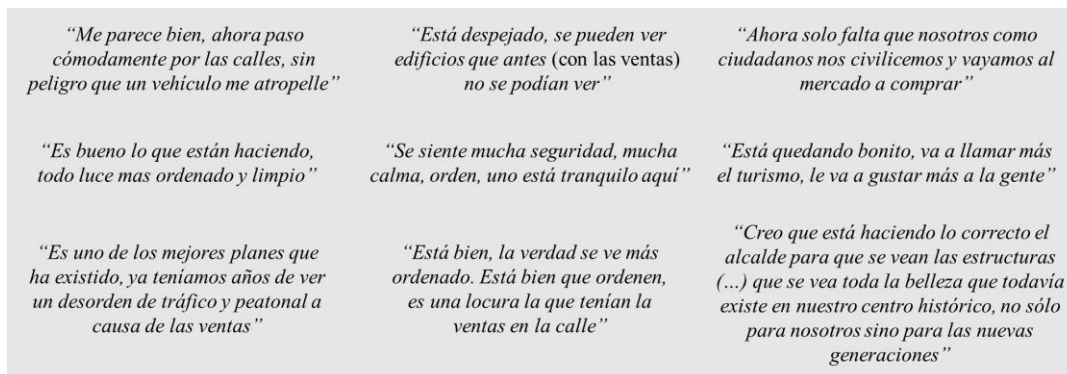 “Me parece bien, ahora paso
cómodamente por las calles, sin
peligro que un vehículo me atropelle”
“Está despejado, se pueden ver
edificios que antes (con las ventas)
no se podían ver”
“Ahora solo falta que nosotros como
ciudadanos nos civilicemos y vayamos al
mercado a comprar”
“Es bueno lo que están haciendo,
todo luce mas ordenado y limpio”
“Se siente mucha seguridad, mucha
calma, orden, uno está tranquilo aquí”
“Está quedando bonito, va a llamar más
el turismo, le va a gustar más a la gente”
“Es uno de los mejores planes que
ha existido, ya teníamos años de ver
un desorden de tráfico y peatonal a
causa de las ventas”
“Está bien, la verdad se ve más
ordenado. Está bien que ordenen,
es una locura la que tenían la
ventas en la calle”
“Creo que está haciendo lo correcto el
alcalde para que se vean las estructuras
(...) que se vea toda la belleza que todavía
existe en nuestro centro histórico, no sólo
para nosotros sino para las nuevas
generaciones”